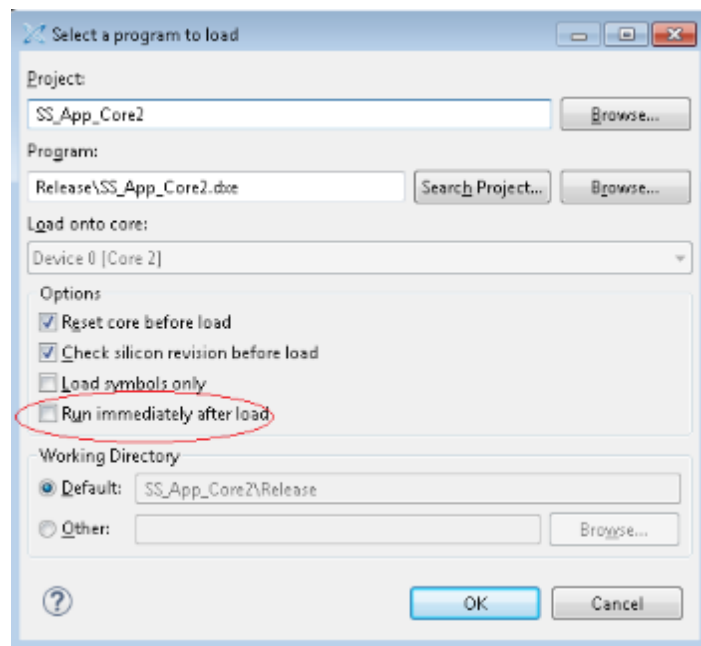 Select a program to load
Project:
SS_App_Core2
Browse...
Program:
Release\SS_App_Core2.dxe
Search Project...
Browse...
Load onto core:
Device 0 [Core 2]
Options
Reset core before load
Check silicon revision before load
Load symbols only
Run immediately after load
Working Directory
Default:
SS_App_Core2\Release
Other:
Browse...
?
OK
Cancel